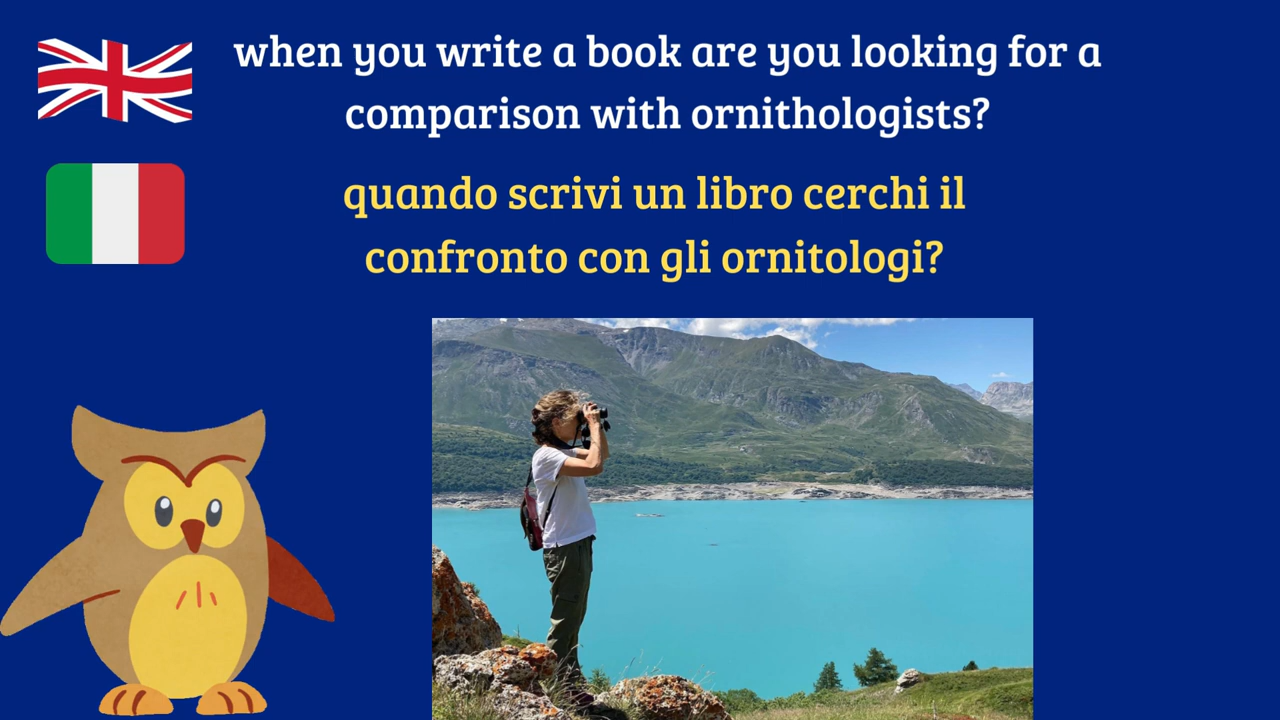 when you write a book are you looking for a
comparison with ornithologists?
quando scrivi un libro cerchi il
confronto con gli ornitologi?